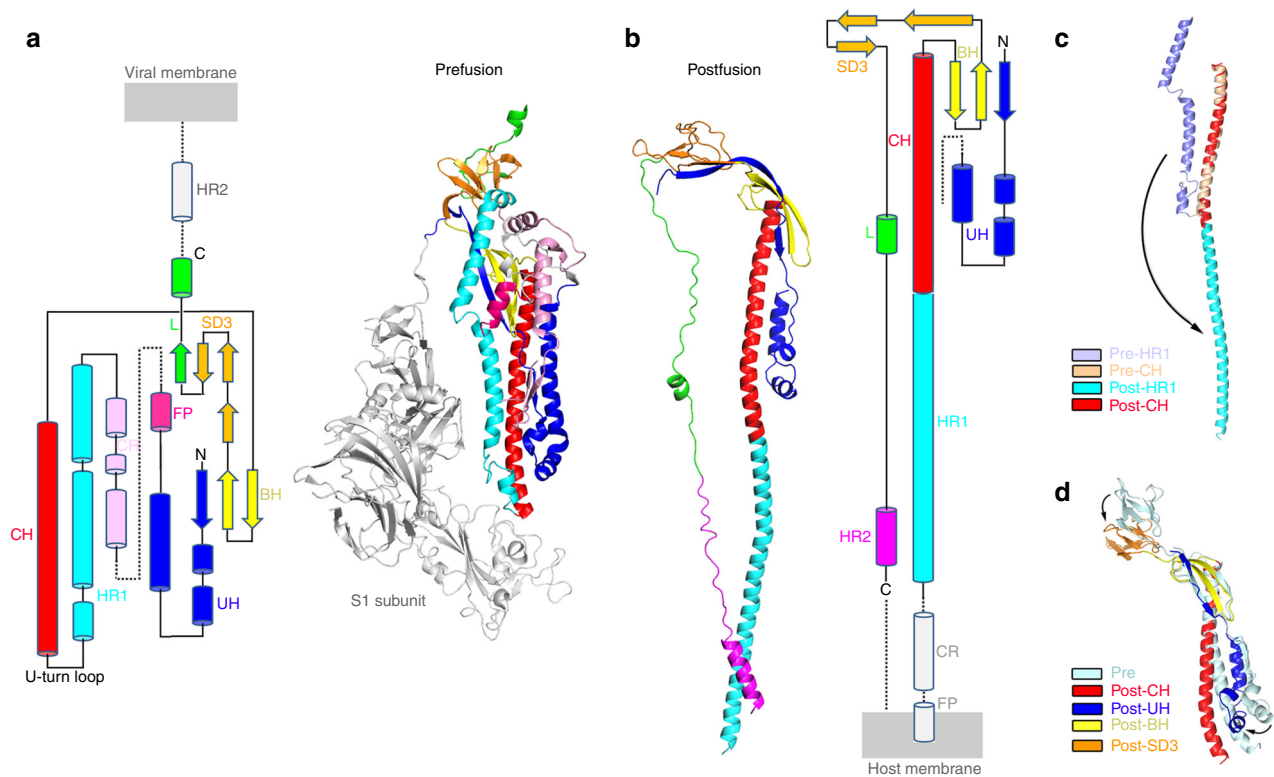 a
Viral membrane
HR2
C
L
SD3
FP
CR
N
BH
CH
HR1
UH
U-turn loop
Prefusion
S1 subunit
b
Postfusion
SD3
BH
N
CH
L
UH
HR1
HR2
C
CR
FP
Host membrane
c
Pre-HR1
Pre-CH
Post-HR1
Post-CH
d
Pre
Post-CH
Post-UH
Post-BH
Post-SD3